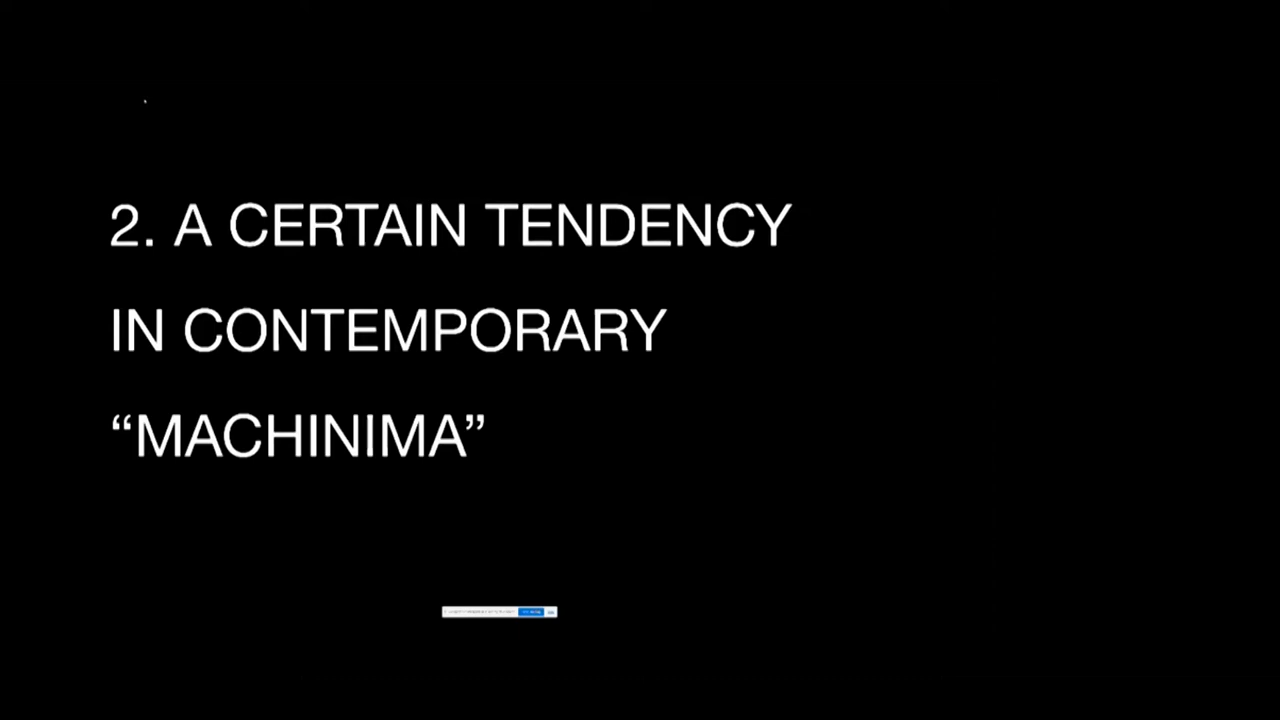 2. A CERTAIN TENDENCY
IN CONTEMPORARY
“MACHINIMA”